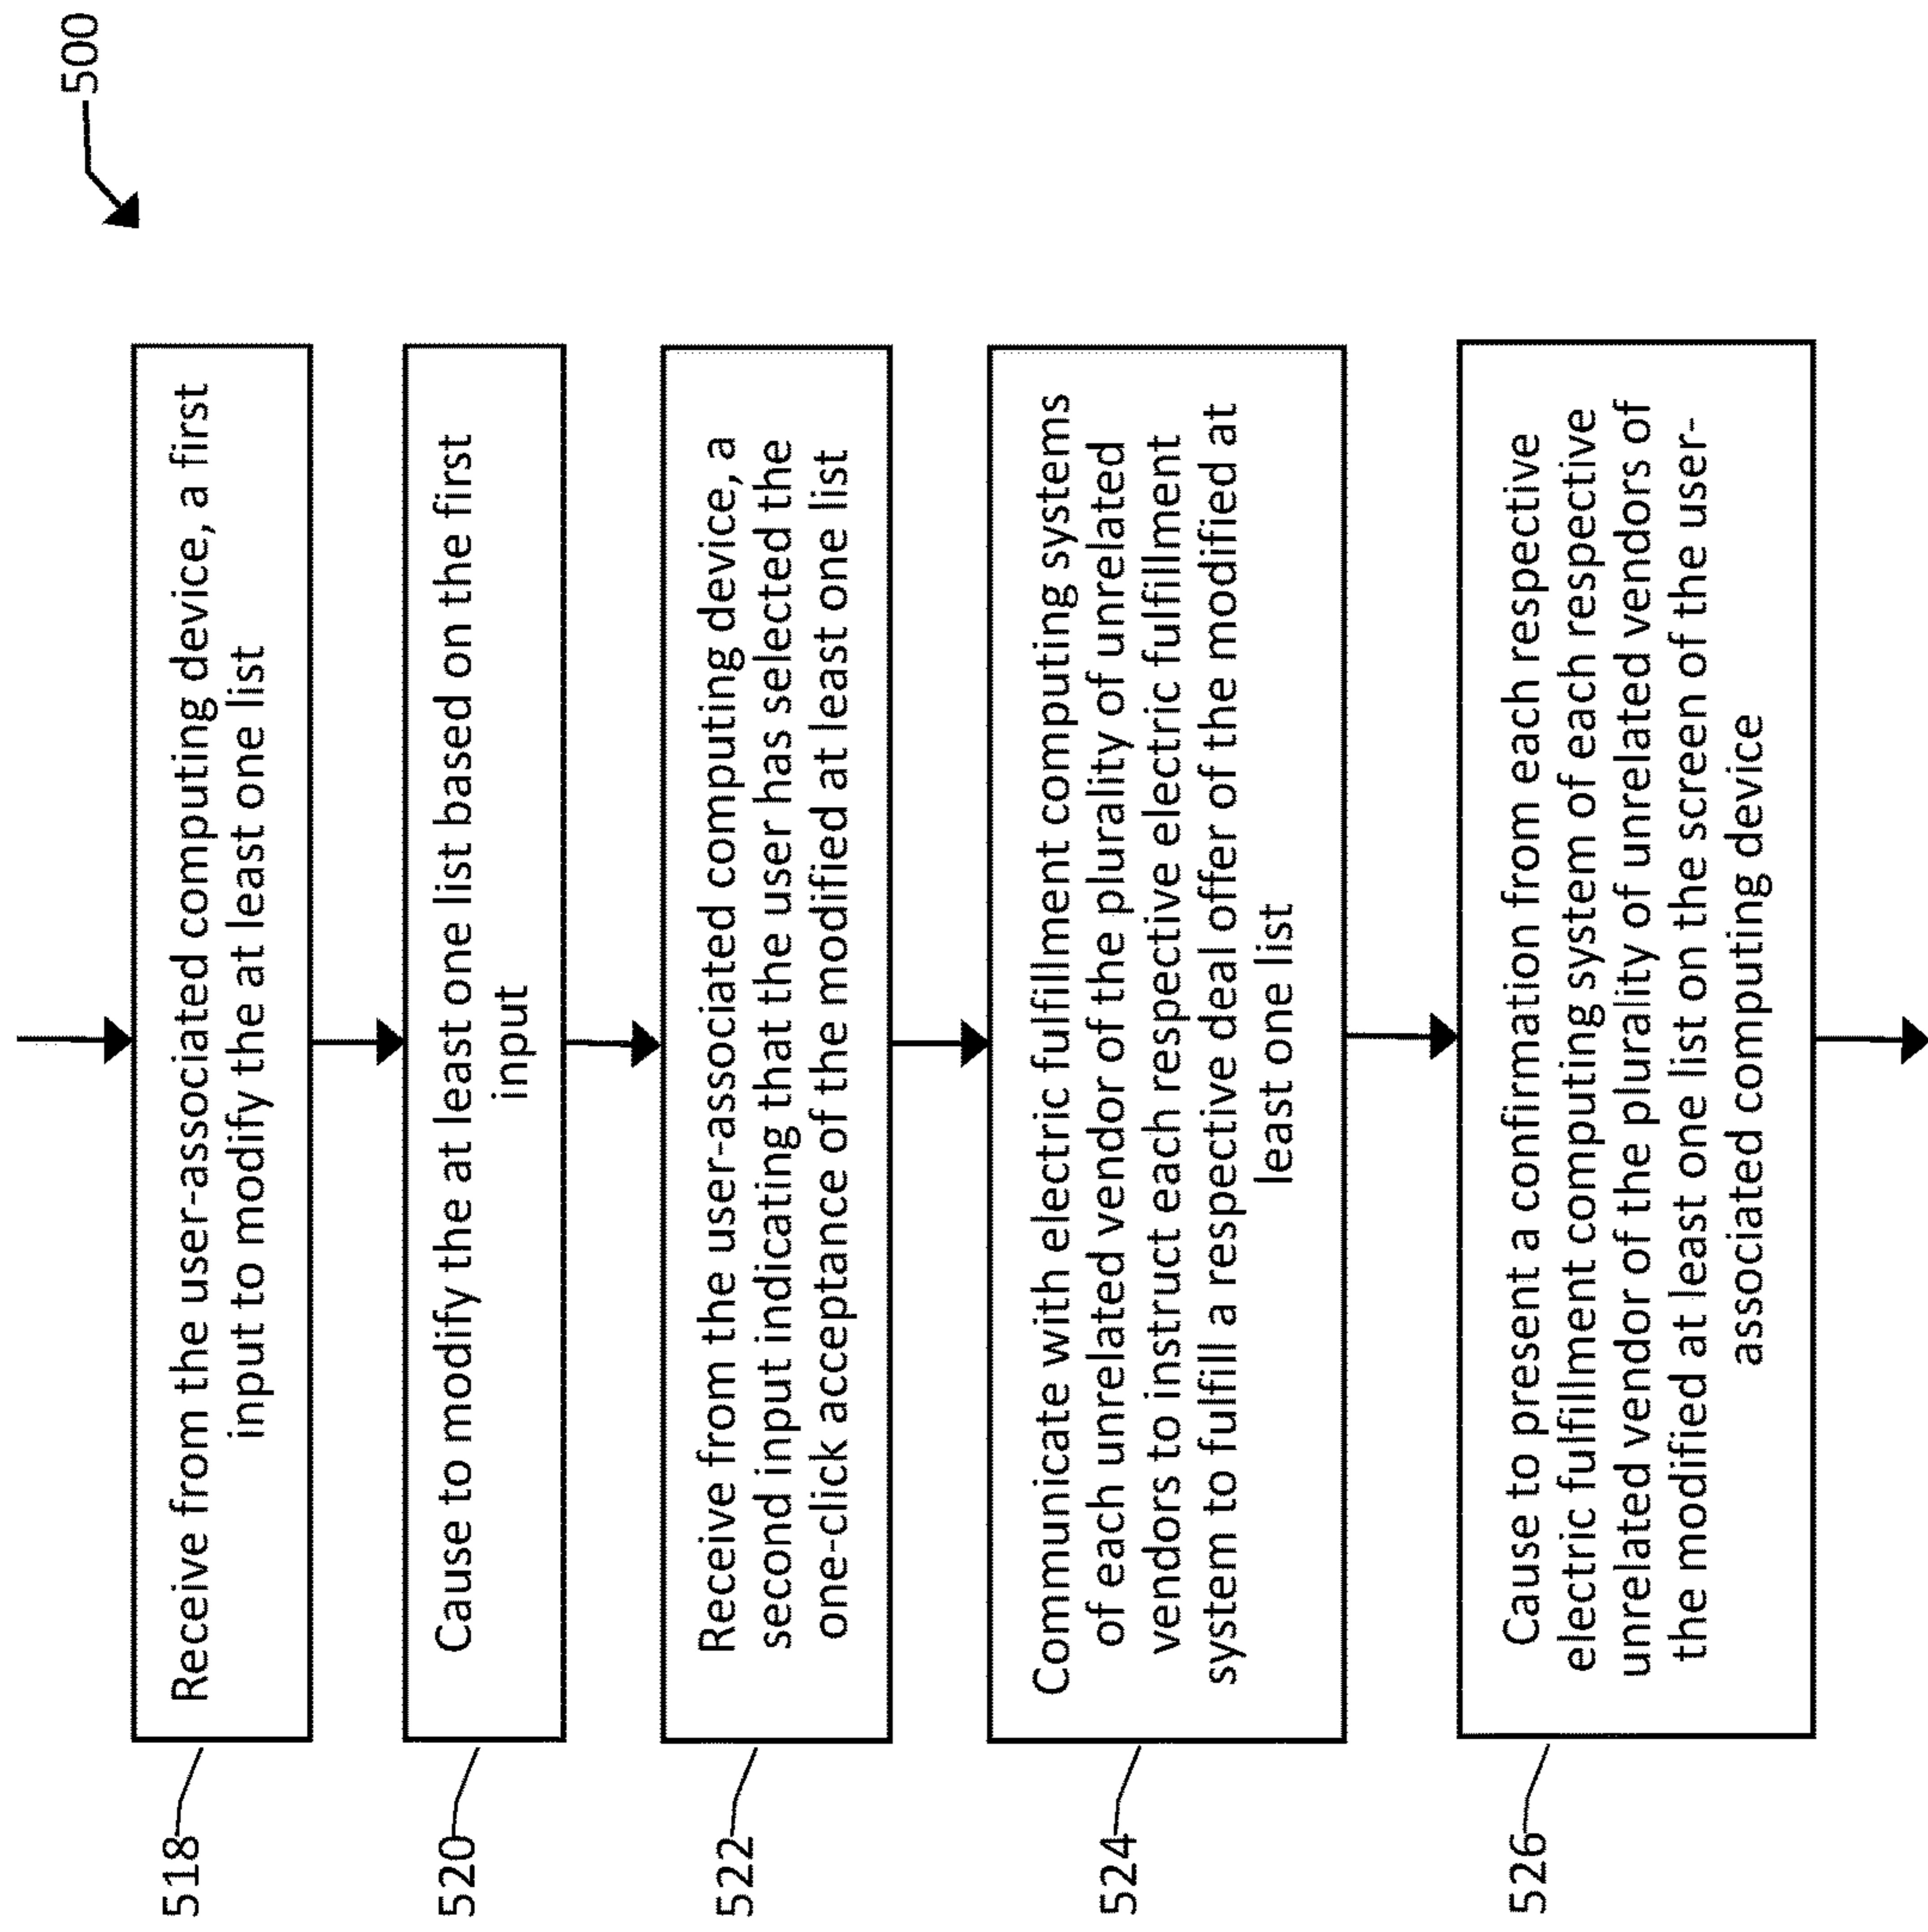 500
518
Receive from the user-associated computing device, a first
input to modify the at least one list
520
Cause to modify the at least one list based on the first
input
522
Receive from the user-associated computing device, a
second input indicating that the user has selected the
one-click acceptance of the modified at least one list
524
Communicate with electric fulfillment computing systems
of each unrelated vendor of the plurality of unrelated
vendors to instruct each respective electric fulfillment
system to fulfill a respective deal offer of the modified at
least one list
526
Cause to present a confirmation from each respective
electric fulfillment computing system of each respective
unrelated vendor of the plurality of unrelated vendors of
the modified at least one list on the screen of the user-
associated computing device